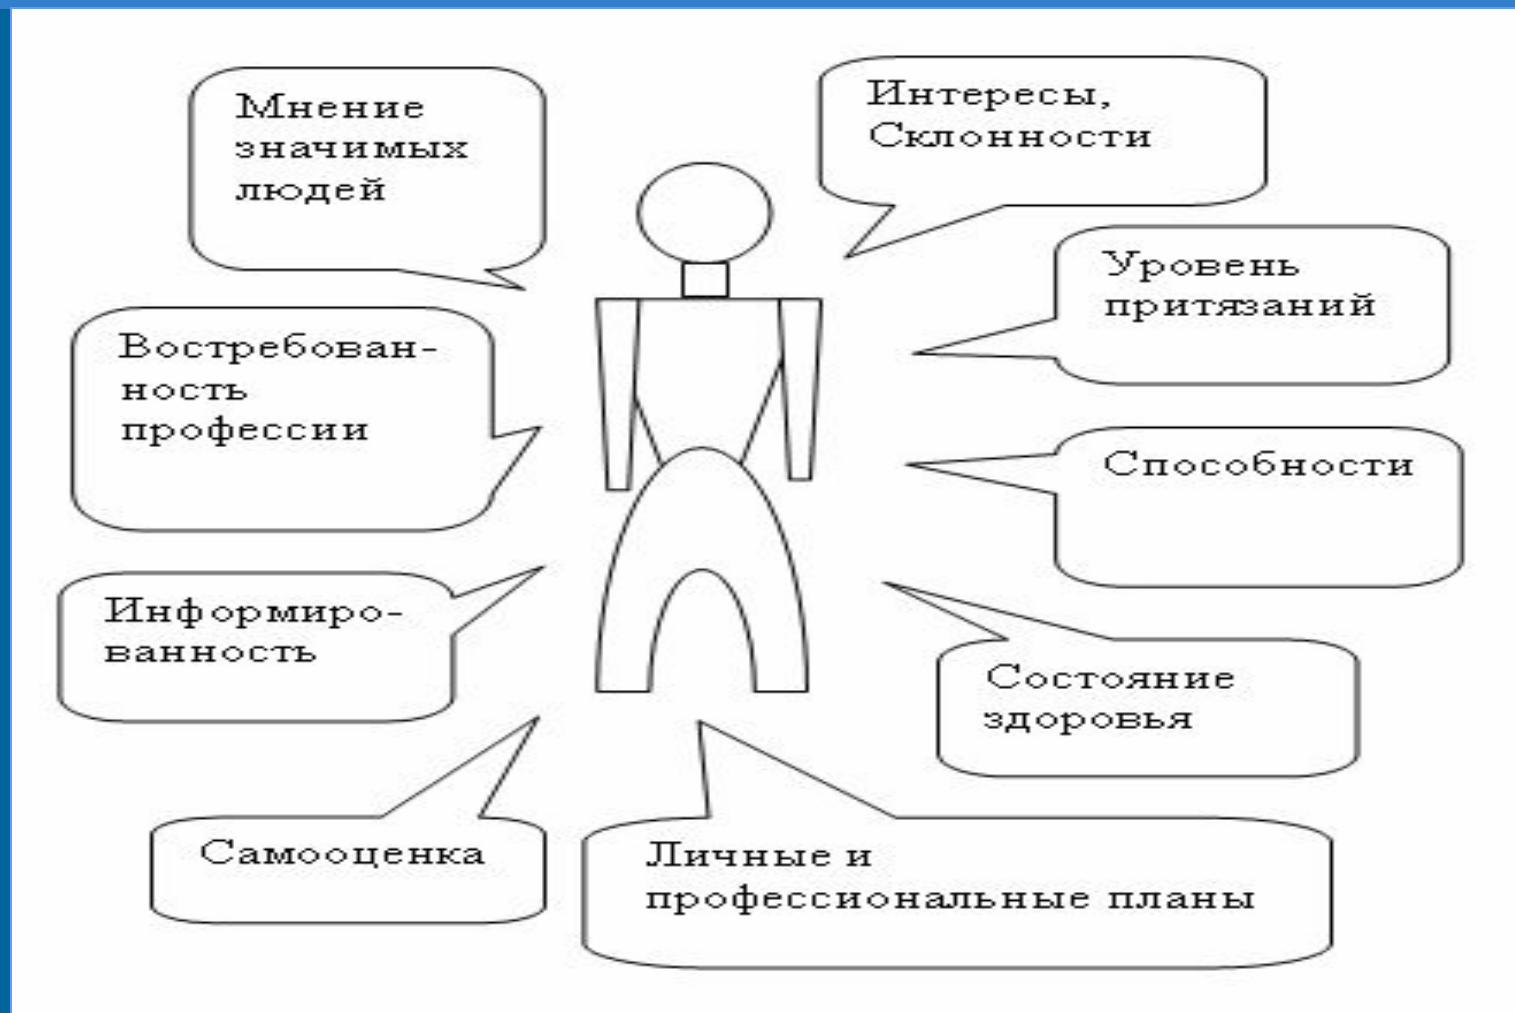 Мнение
значимых
людей
Интересы,
Склонности
Уровень
притязаний
Востребован-
ность
профессии
Способности
Информиро-
ванность
Состояние
здоровья
Самооценка
Личные и
профессиональные планы